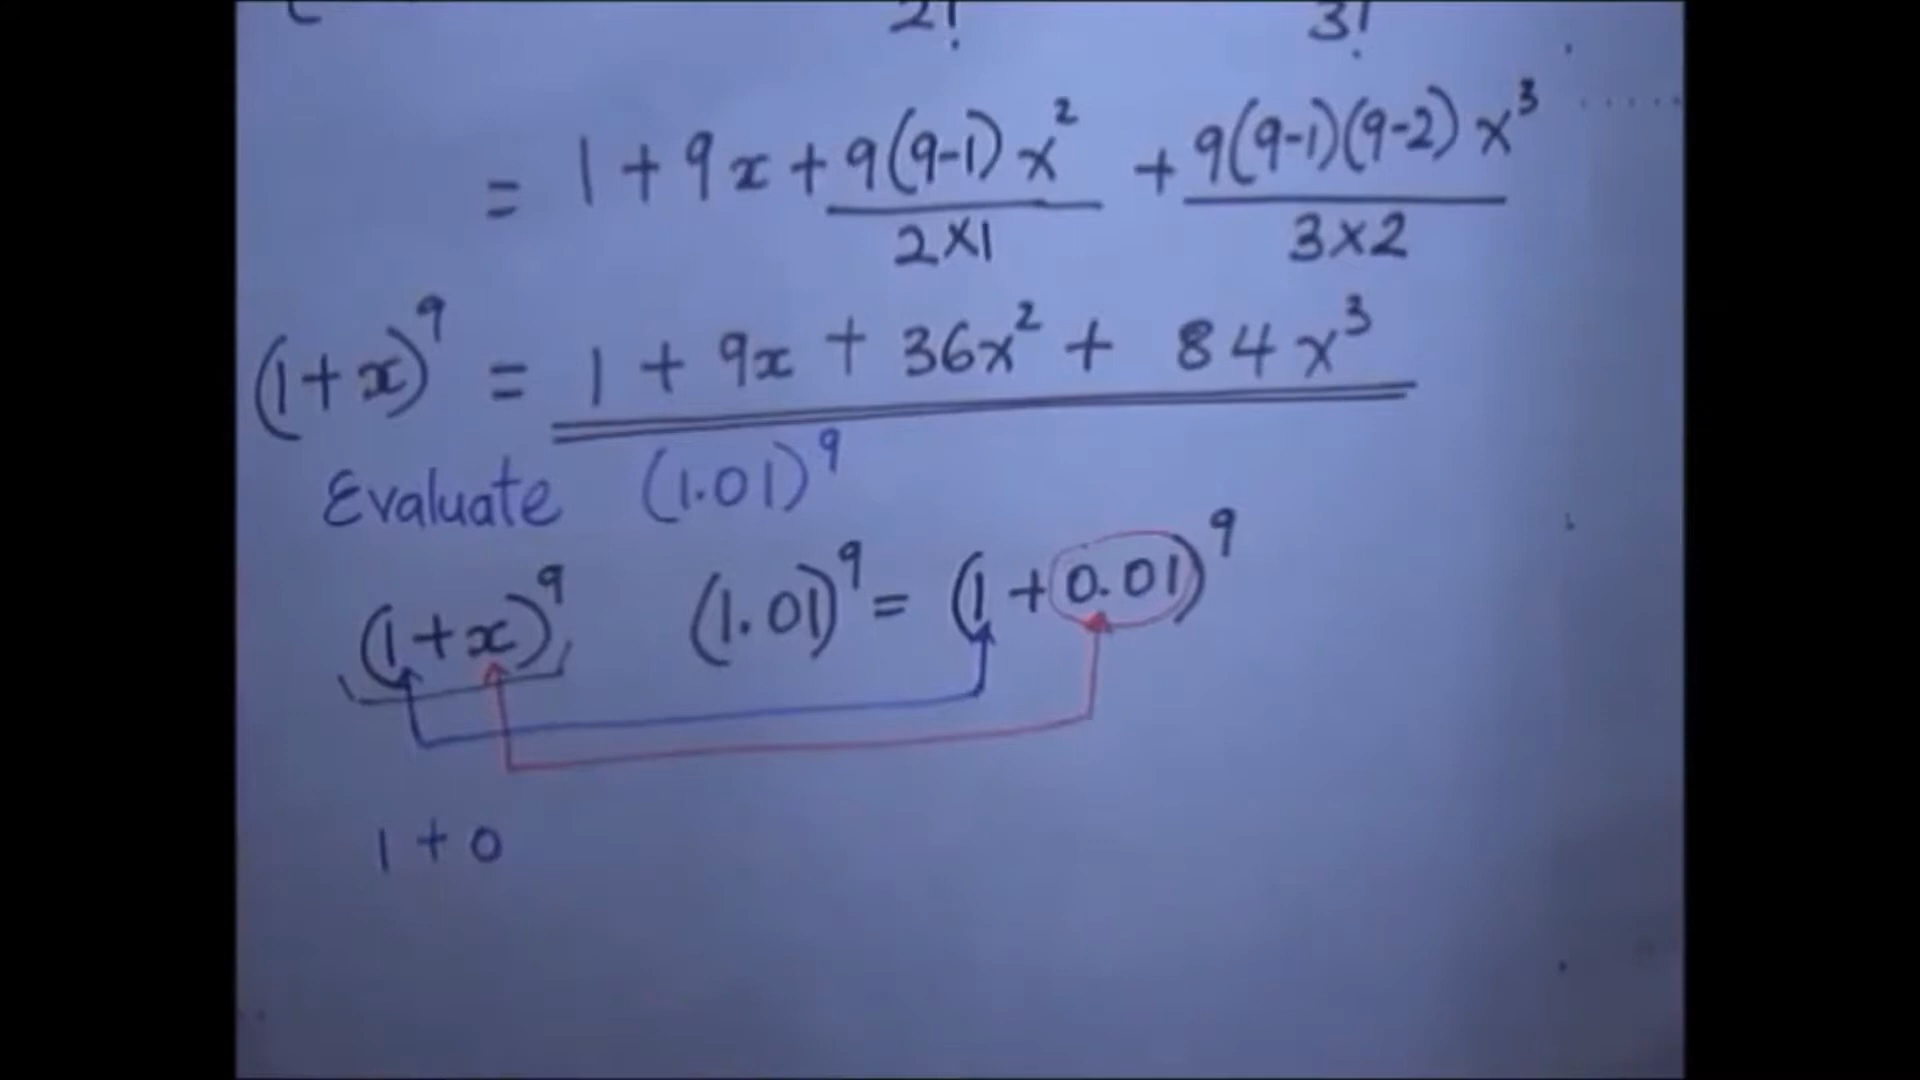 2! 3!
= 1 + 9x + 9(9-1)x² / 2×1 + 9(9-1)(9-2)x³ / 3×2 .....
(1+x)⁹ = 1 + 9x + 36x² + 84x³
Evaluate (1.01)⁹
(1+x)⁹ (1.01)⁹ = (1+0.01)⁹
1 + 0